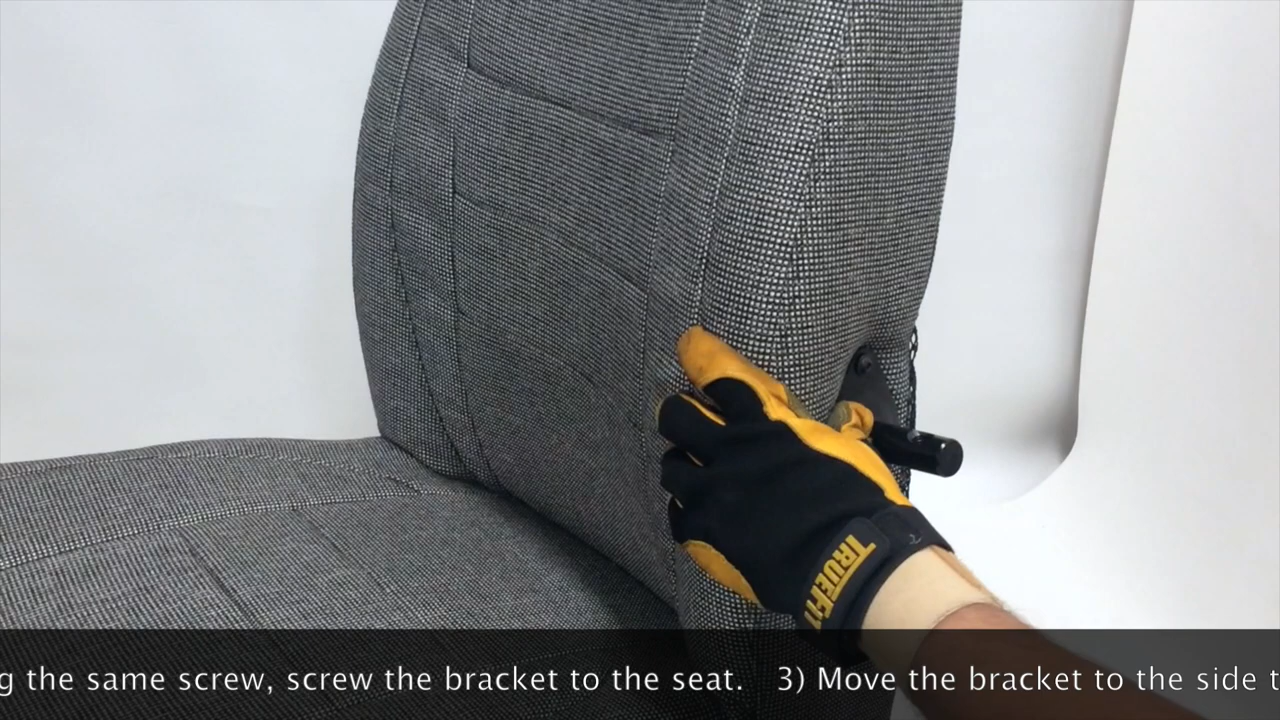 TRUEFIT
the same screw, screw the bracket to the seat. 3) Move the bracket to the side